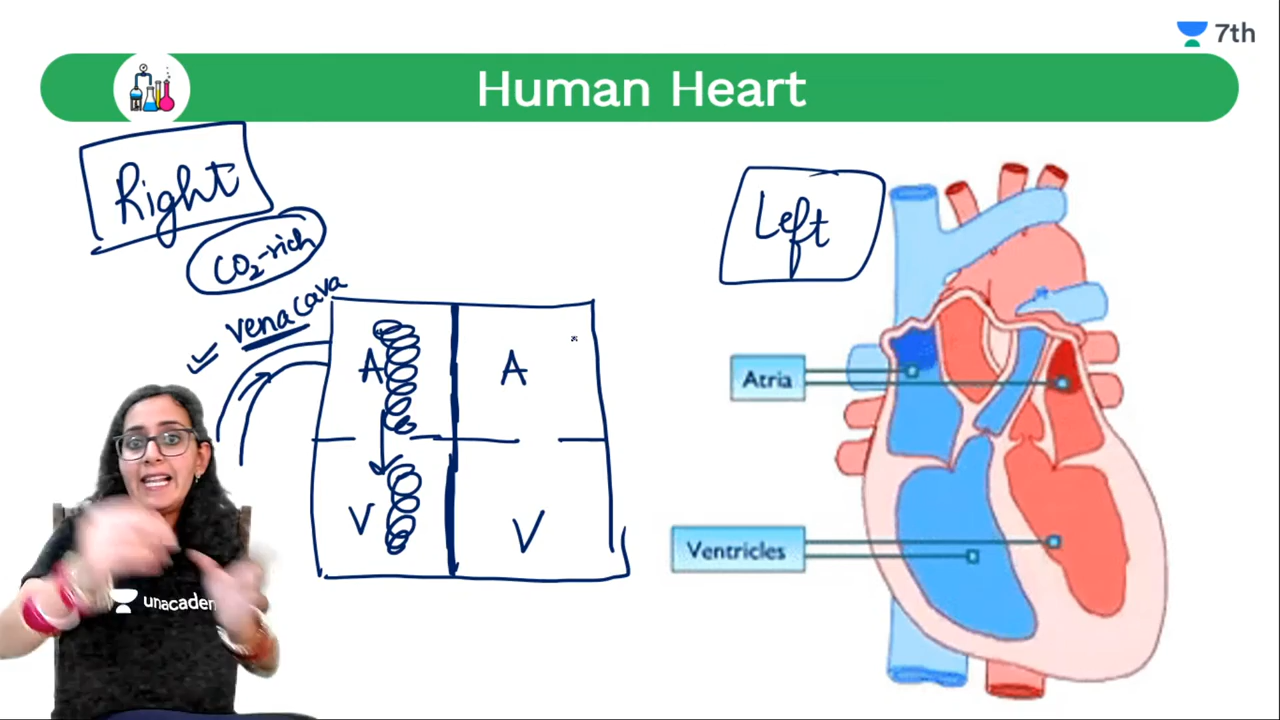 7th
Human Heart
Right
CO2-rich
vena Cava
Left
A
A
Atria
V
V
Ventricles
unacadem